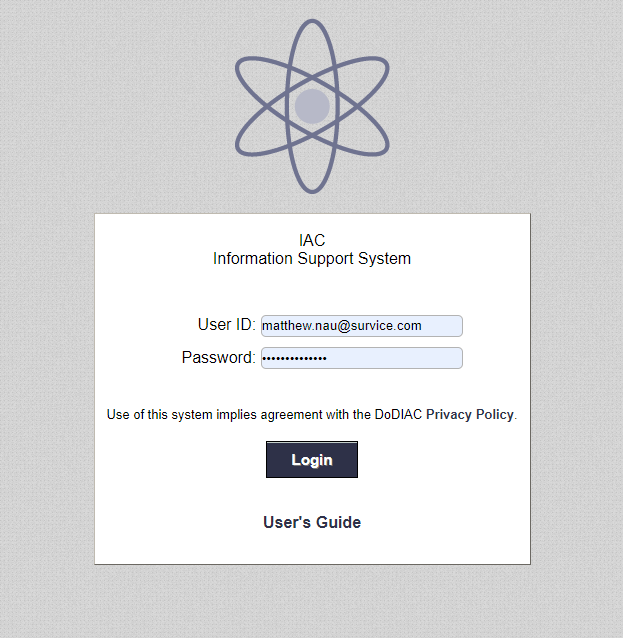 IAC
Information Support System
User ID: matthew.nau@survice.com
Password: ••••••••••••••
Use of this system implies agreement with the DoDIAC Privacy Policy.
Login
User's Guide